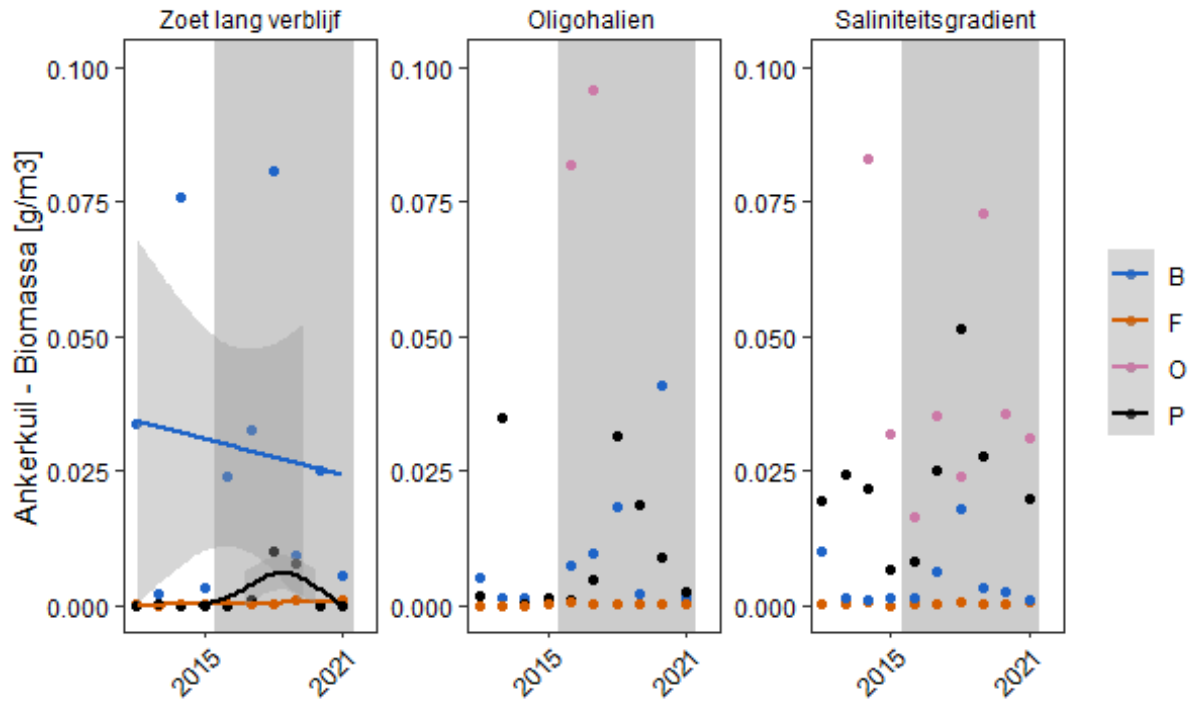 Zoet lang verblijf
Oligohalien
Saliniteitsgradient
Ankerkuil - Biomassa [g/m3]
0.100
0.075
0.050
0.025
0.000
2015
2021
0.100
0.075
0.050
0.025
0.000
2015
2021
0.100
0.075
0.050
0.025
0.000
2015
2021
B
F
O
P